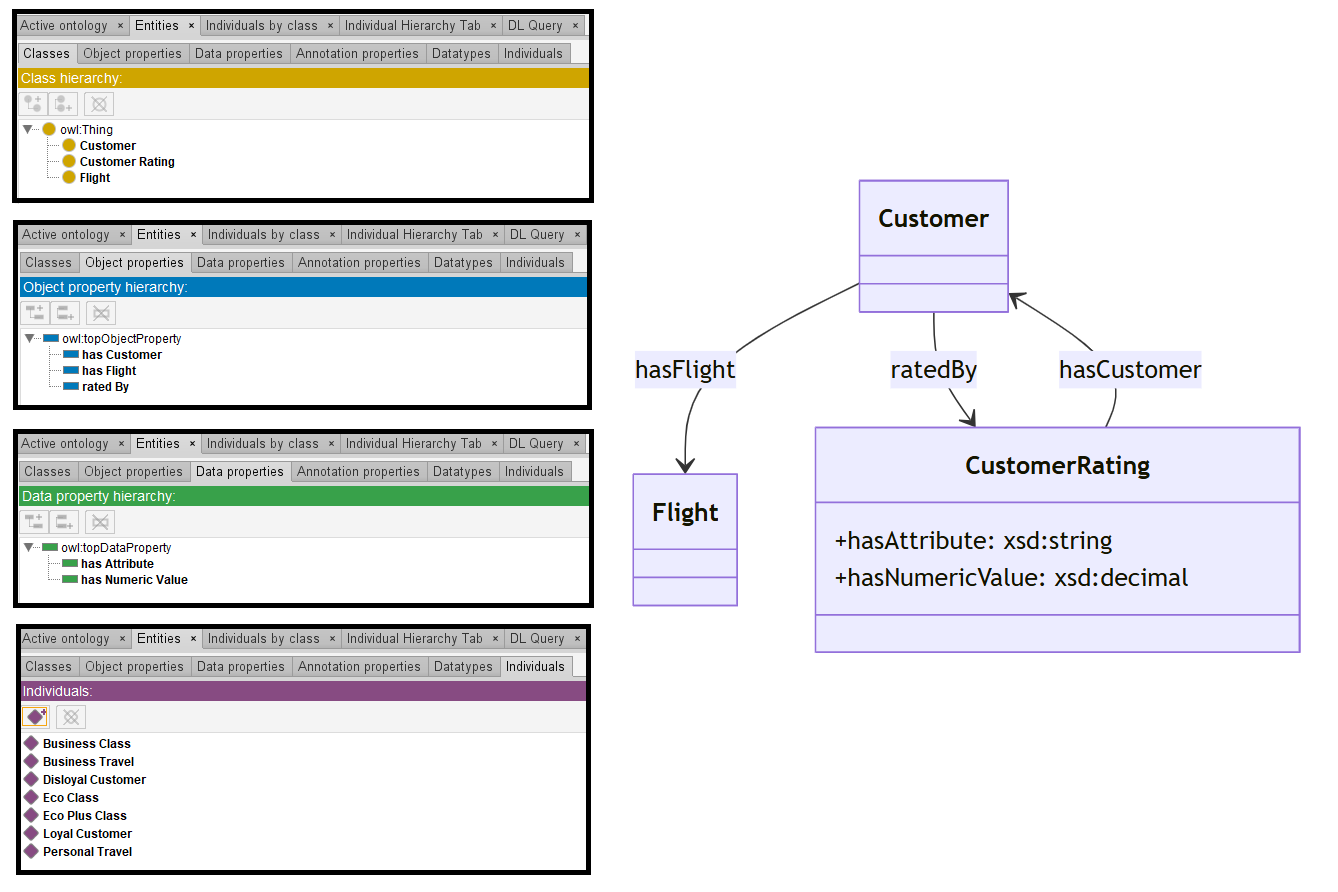 Active ontology × Entities × Individuals by class × Individual Hierarchy Tab × DL Query ×
Classes Object properties Data properties Annotation properties Datatypes Individuals
Class hierarchy:
owl:Thing
Customer
Customer Rating
Flight
Active ontology × Entities × Individuals by class × Individual Hierarchy Tab × DL Query ×
Classes Object properties Data properties Annotation properties Datatypes Individuals
Object property hierarchy:
owl:topObjectProperty
has Customer
has Flight
rated By
Active ontology × Entities × Individuals by class × Individual Hierarchy Tab × DL Query ×
Classes Object properties Data properties Annotation properties Datatypes Individuals
Data property hierarchy:
owl:topDataProperty
has Attribute
has Numeric Value
Active ontology × Entities × Individuals by class × Individual Hierarchy Tab × DL Query ×
Classes Object properties Data properties Annotation properties Datatypes Individuals
Individuals:
Business Class
Business Travel
Disloyal Customer
Eco Class
Eco Plus Class
Loyal Customer
Personal Travel
Customer
hasFlight
ratedBy
hasCustomer
Flight
CustomerRating
+hasAttribute: xsd:string
+hasNumericValue: xsd:decimal